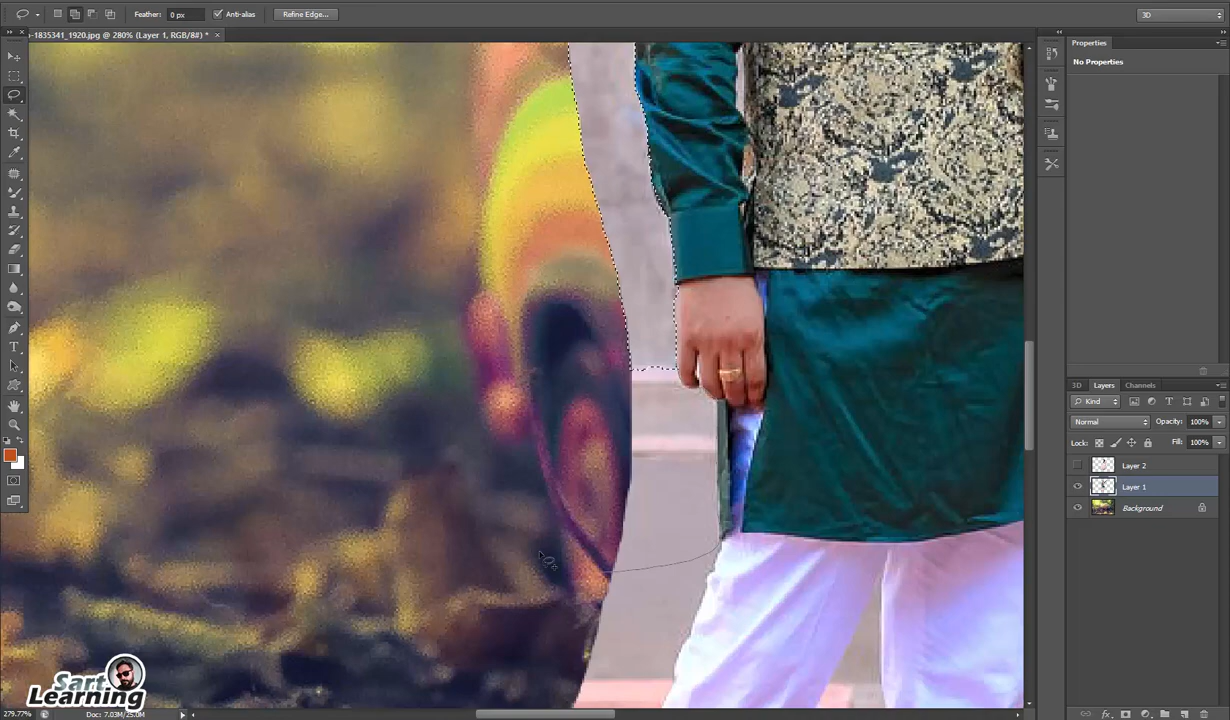 Feather: 0 px
Anti-alias
Refine Edge...
3D
-1835341_1920.jpg @ 280% (Layer 1, RGB/8#) *
Properties
No Properties
3D Layers Channels
Kind
Normal
Opacity: 100%
Lock:
Fill: 100%
Layer 2
Layer 1
Background
279.77%
Doc: 7.03M/25.0M
Sart
Learning